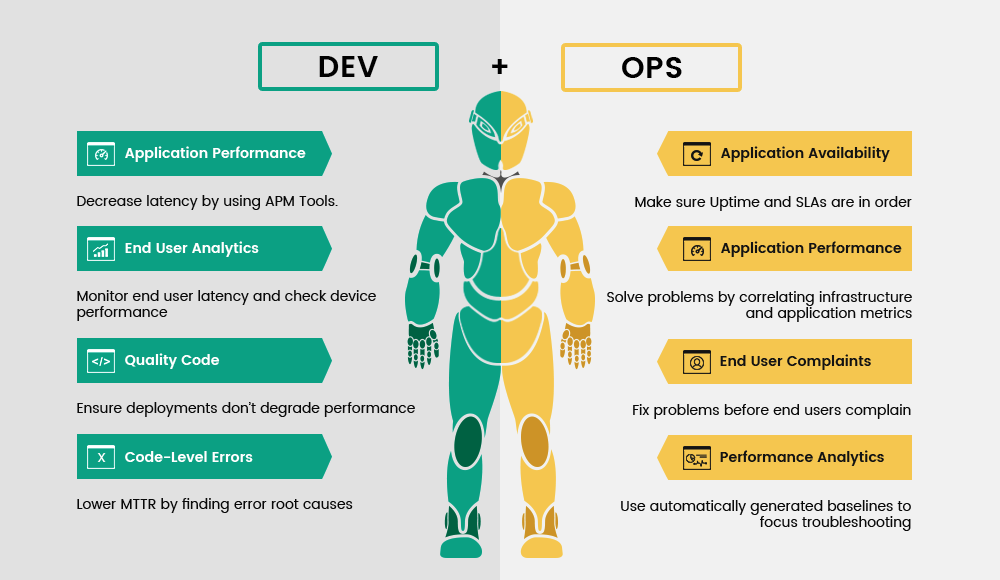 DEV
+
OPS
Application Performance
Decrease latency by using APM Tools.
End User Analytics
Monitor end user latency and check device
performance
</>
Quality Code
Ensure deployments don't degrade performance
X
Code-Level Errors
Lower MTTR by finding error root causes
Application Availability
Make sure Uptime and SLAs are in order
Application Performance
Solve problems by correlating infrastructure
and application metrics
End User Complaints
Fix problems before end users complain
Performance Analytics
Use automatically generated baselines to
focus troubleshooting